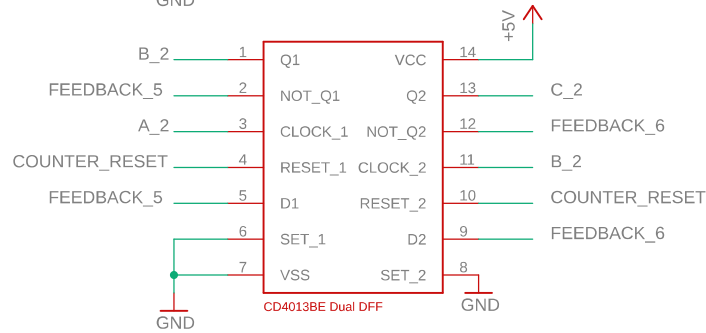 GND
+5V
B_2 1 Q1 VCC 14
FEEDBACK_5 2 NOT_Q1 Q2 13 C_2
A_2 3 CLOCK_1 NOT_Q2 12 FEEDBACK_6
COUNTER_RESET 4 RESET_1 CLOCK_2 11 B_2
FEEDBACK_5 5 D1 RESET_2 10 COUNTER_RESET
6 SET_1 D2 9 FEEDBACK_6
7 VSS SET_2 8
CD4013BE Dual DFF
GND
GND